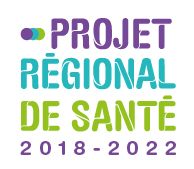 PROJET
RÉGIONAL
DE SANTÉ
2018-2022